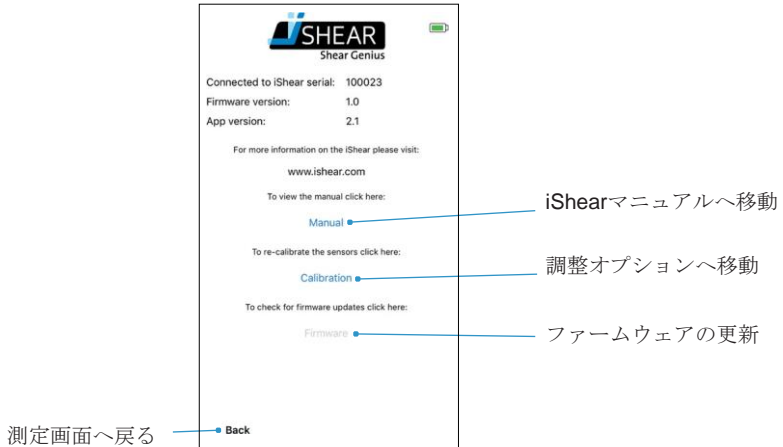 iSHEAR
Shear Genius
Connected to iShear serial: 100023
Firmware version: 1.0
App version: 2.1
For more information on the iShear please visit:
www.ishear.com
To view the manual click here:
Manual
iShearマニュアルへ移動
To re-calibrate the sensors click here:
Calibration
調整オプションへ移動
To check for firmware updates click here:
Firmware
ファームウェアの更新
測定画面へ戻る
Back